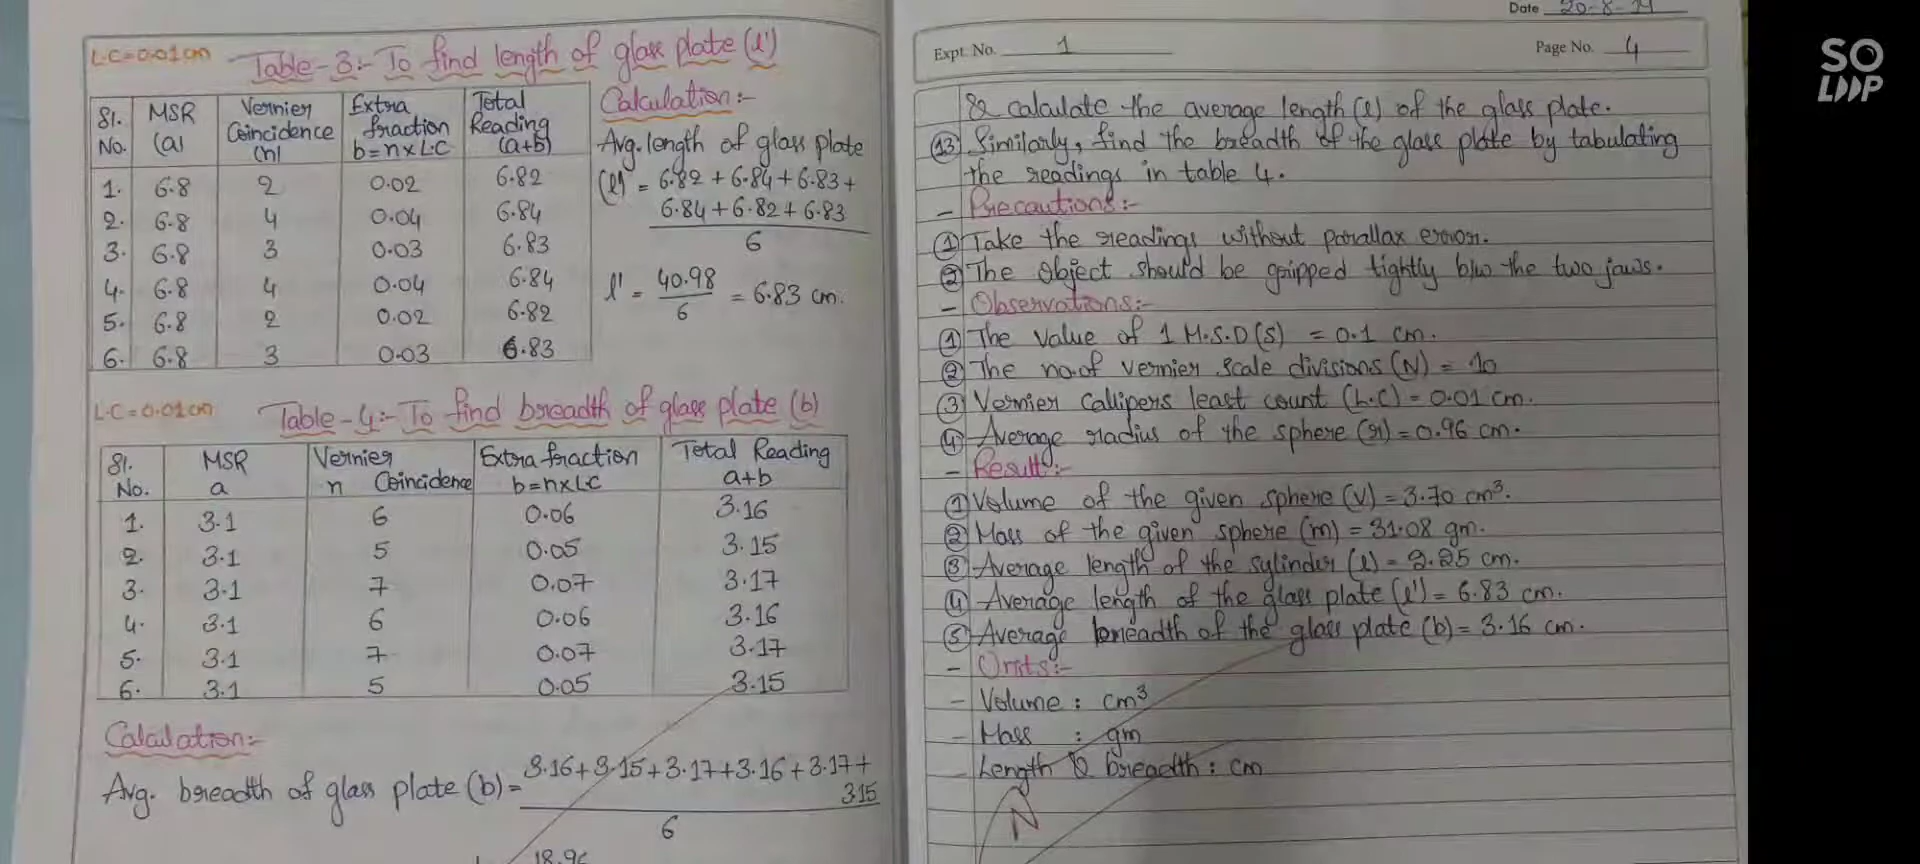 L.C=0.01cm Table-3:- To find length of glass plate (l')
Sl. No. MSR (a) Vernier Coincidence (n) Extra fraction b=n×L.C Total Reading (a+b)
1. 6.8 2 0.02 6.82
2. 6.8 4 0.04 6.84
3. 6.8 3 0.03 6.83
4. 6.8 4 0.04 6.84
5. 6.8 2 0.02 6.82
6. 6.8 3 0.03 6.83
Calculation:-
Avg. length of glass plate
(l') = 6.82 + 6.84 + 6.83 +
6.84 + 6.82 + 6.83
6
l' = 40.98 / 6 = 6.83 cm.
L.C=0.01cm Table-4:- To find breadth of glass plate (b)
Sl. No. MSR a Vernier n Coincidence Extra fraction b=n×LC Total Reading a+b
1. 3.1 6 0.06 3.16
2. 3.1 5 0.05 3.15
3. 3.1 7 0.07 3.17
4. 3.1 6 0.06 3.16
5. 3.1 7 0.07 3.17
6. 3.1 5 0.05 3.15
Calculation:-
Avg. breadth of glass plate (b) = 3.16+3.15+3.17+3.16+3.17+
3.15
6
18.96
Date 20-8-
Expt. No. 1 Page No. 4
& calculate the average length (l) of the glass plate.
13 Similarly, find the breadth of the glass plate by tabulating
the readings in table 4.
- Precautions:-
1 Take the readings without parallax error.
2 The object should be gripped tightly b/w the two jaws.
- Observations:-
1 The value of 1 M.S.D (S) = 0.1 cm.
2 The no.of vernier scale divisions (N) = 10
3 Vernier Callipers least count (L.C) = 0.01 cm.
4 Average radius of the sphere (r) = 0.96 cm.
- Result:-
1 Volume of the given sphere (V) = 3.70 cm³.
2 Mass of the given sphere (m) = 31.08 gm.
3 Average length of the sylinder (l) = 2.25 cm.
4 Average length of the glass plate (l') = 6.83 cm.
5 Average breadth of the glass plate (b) = 3.16 cm.
- Units:-
- Volume : cm³
- Mass : gm
- Length & breadth : cm
N
SO
LOOP